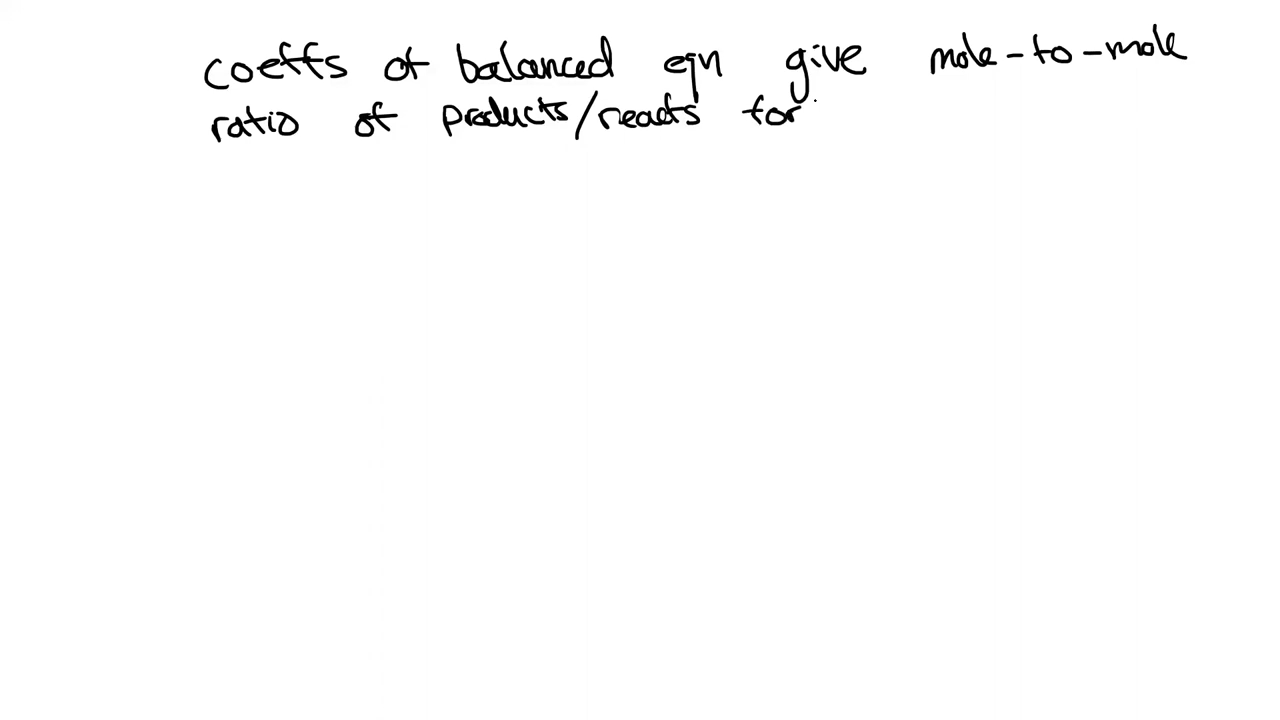 coeffs of balanced eqn give mole-to-mole
ratio of products/reacts for